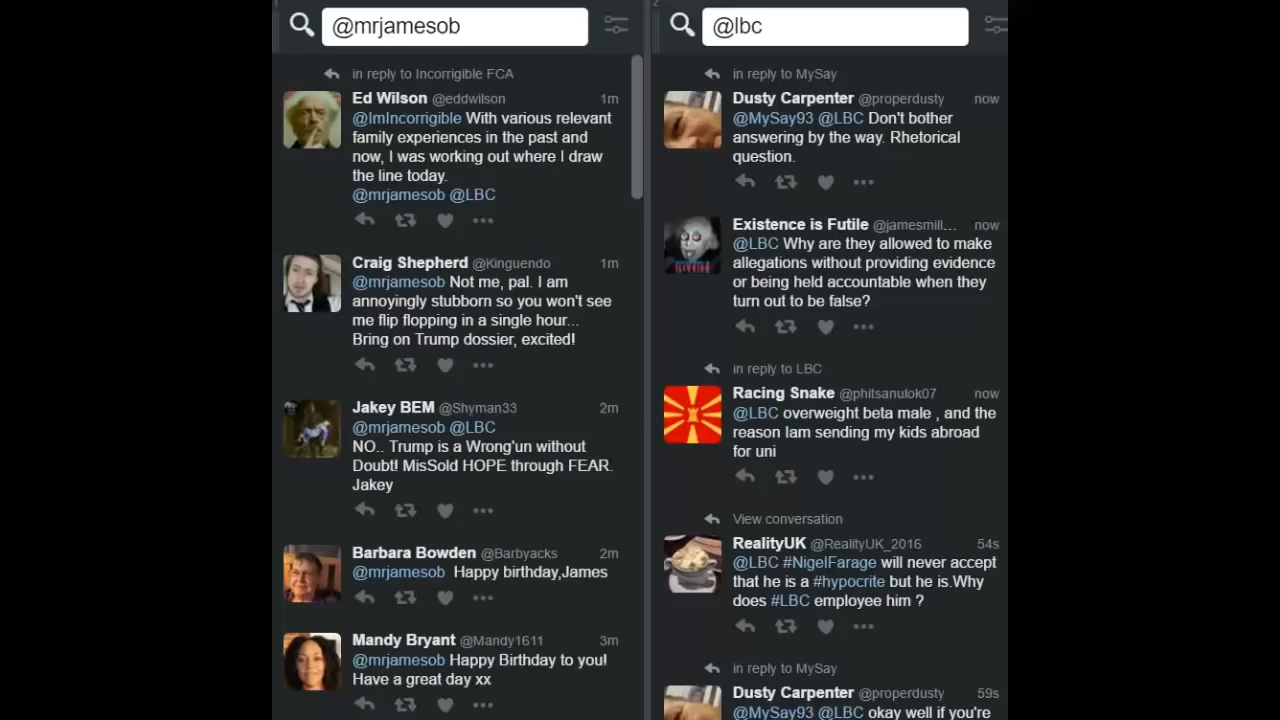 @mrjamesob
in reply to Incorrigible FCA
Ed Wilson @eddwilson 1m
@ImIncorrigible With various relevant
family experiences in the past and
now, I was working out where I draw
the line today.
@mrjamesob @LBC
Craig Shepherd @Kinguendo 1m
@mrjamesob Not me, pal. I am
annoyingly stubborn so you won't see
me flip flopping in a single hour...
Bring on Trump dossier, excited!
Jakey BEM @Shyman33 2m
@mrjamesob @LBC
NO.. Trump is a Wrong'un without
Doubt! MisSold HOPE through FEAR.
Jakey
Barbara Bowden @Barbyacks 2m
@mrjamesob Happy birthday,James
Mandy Bryant @Mandy1611 3m
@mrjamesob Happy Birthday to you!
Have a great day xx
2
@lbc
in reply to MySay
Dusty Carpenter @properdusty now
@MySay93 @LBC Don't bother
answering by the way. Rhetorical
question.
Existence is Futile @jamesmill... now
@LBC Why are they allowed to make
allegations without providing evidence
or being held accountable when they
turn out to be false?
in reply to LBC
Racing Snake @phitsanulok07 now
@LBC overweight beta male , and the
reason Iam sending my kids abroad
for uni
View conversation
RealityUK @RealityUK_2016 54s
@LBC #NigelFarage will never accept
that he is a #hypocrite but he is.Why
does #LBC employee him ?
in reply to MySay
Dusty Carpenter @properdusty 59s
@MySay93 @LBC okay well if you're